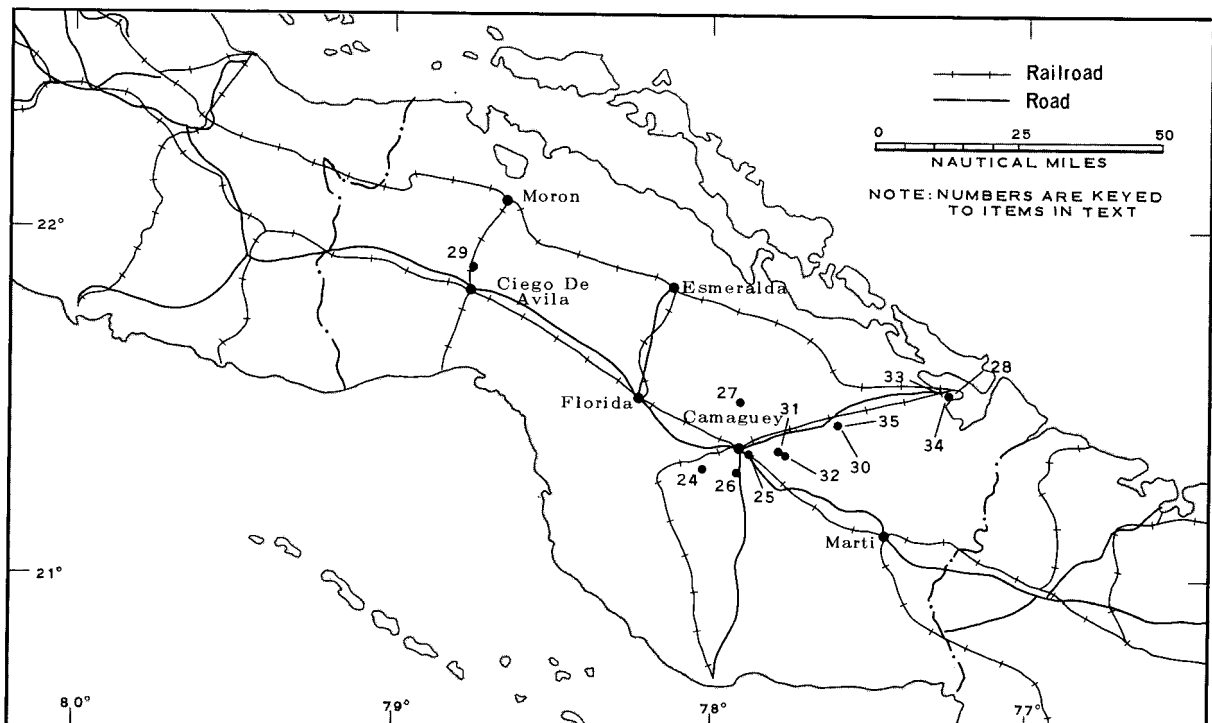 Railroad
Road
0 25 50
NAUTICAL MILES
NOTE: NUMBERS ARE KEYED
TO ITEMS IN TEXT
22°
Moron
29
Ciego De
Avila
Esmeralda
33
28
Florida
27
Camaguey
31
35
34
24
26
25
32
30
Marti
21°
80°
79°
78°
77°